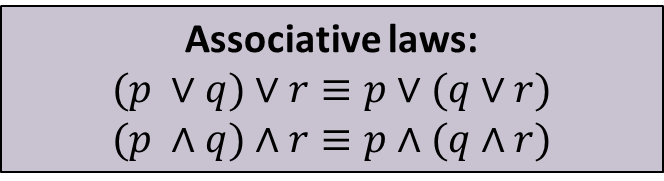 Associative laws:
(p ∨ q) ∨ r ≡ p ∨ (q ∨ r)
(p ∧ q) ∧ r ≡ p ∧ (q ∧ r)